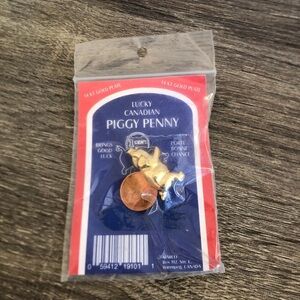 14 KT GOLD PLATE
14 KT GOLD PLATE
LUCKY
CANADIAN
PIGGY PENNY
BRINGS
GOOD
LUCK
PORTE
BONNE
CHANCE
CANADA
0 59412 19101 1